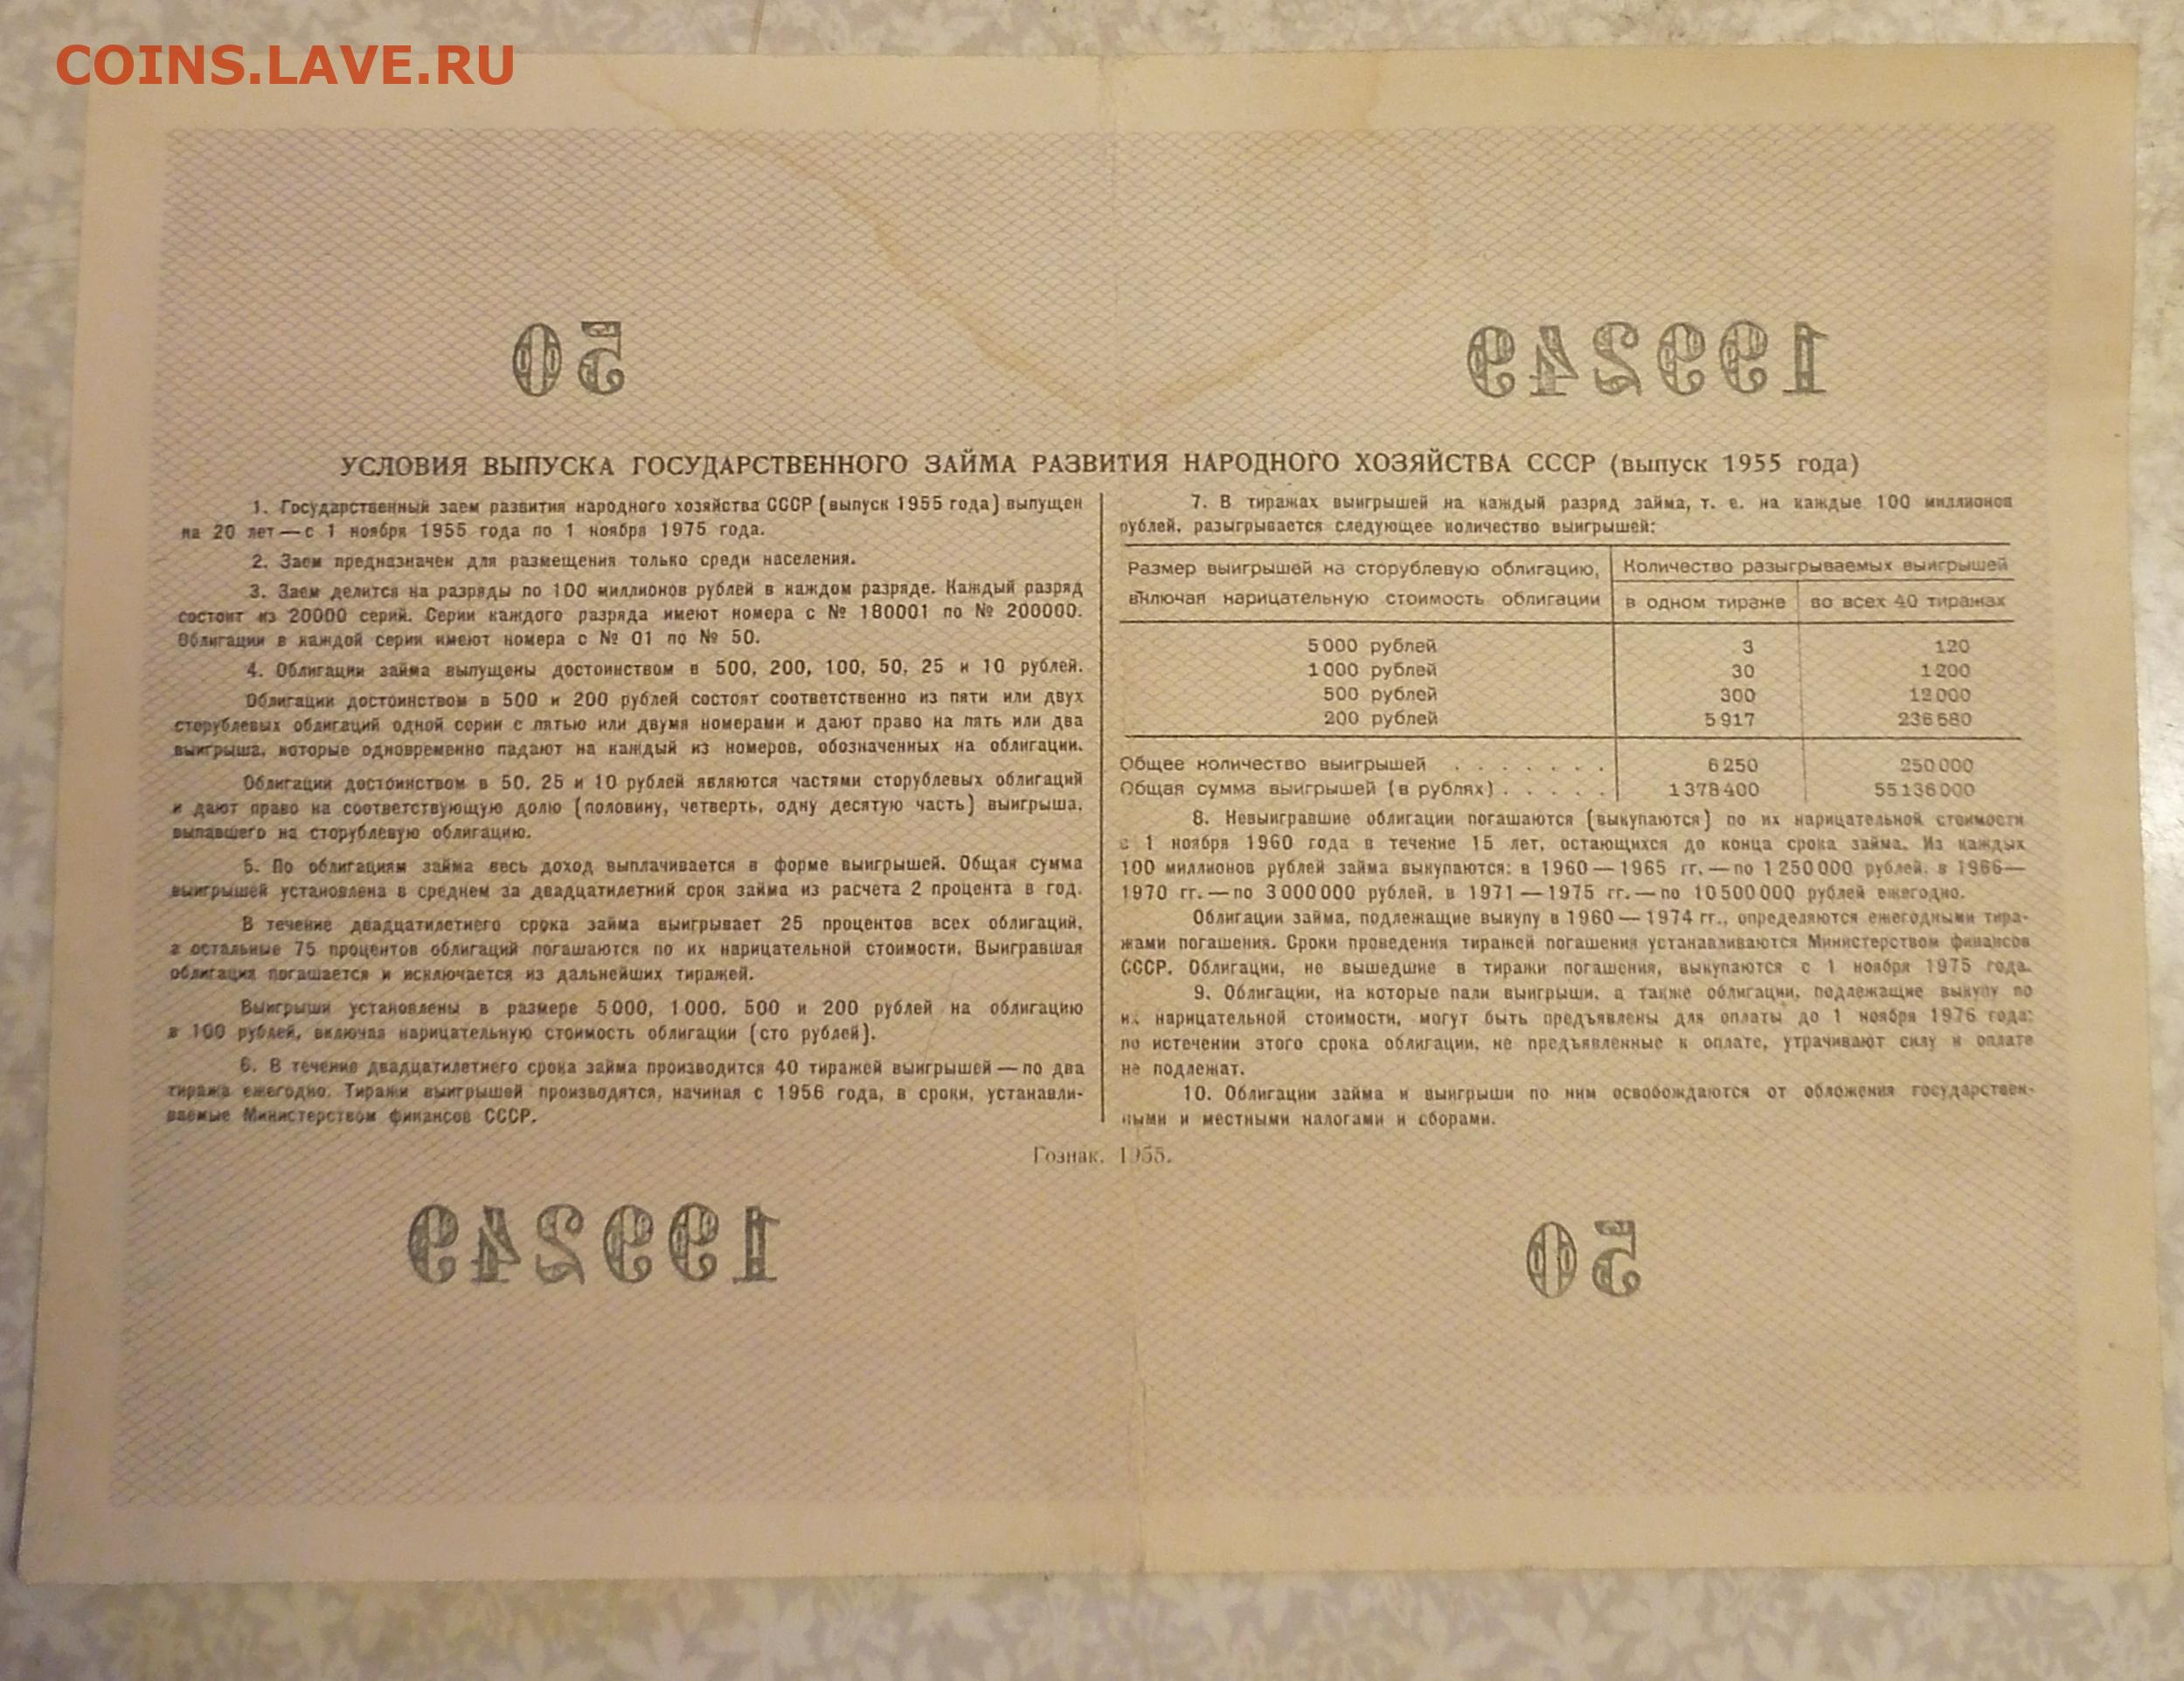 COINS.LAVE.RU
50 199249
УСЛОВИЯ ВЫПУСКА ГОСУДАРСТВЕННОГО ЗАЙМА РАЗВИТИЯ НАРОДНОГО ХОЗЯЙСТВА СССР (выпуск 1955 года)
1. Государственный заем развития народного хозяйства СССР (выпуск 1955 года) выпущен
на 20 лет — с 1 ноября 1955 года по 1 ноября 1975 года.
2. Заем предназначен для размещения только среди населения.
3. Заем делится на разряды по 100 миллионов рублей в каждом разряде. Каждый разряд
состоит из 20000 серий. Серии каждого разряда имеют номера с № 180001 по № 200000.
Облигации в каждой серии имеют номера с № 01 по № 50.
4. Облигации займа выпущены достоинством в 500, 200, 100, 50, 25 и 10 рублей.
Облигации достоинством в 500 и 200 рублей состоят соответственно из пяти или двух
сторублевых облигаций одной серии с пятью или двумя номерами и дают право на пять или два
выигрыша, которые одновременно падают на каждый из номеров, обозначенных на облигации.
Облигации достоинством в 50, 25 и 10 рублей являются частями сторублевых облигаций
и дают право на соответствующую долю (половину, четверть, одну десятую часть) выигрыша,
выпавшего на сторублевую облигацию.
5. По облигациям займа весь доход выплачивается в форме выигрышей. Общая сумма
выигрышей установлена в среднем за двадцатилетний срок займа из расчета 2 процента в год.
В течение двадцатилетнего срока займа выигрывает 25 процентов всех облигаций,
а остальные 75 процентов облигаций погашаются по их нарицательной стоимости. Выигравшая
облигация погашается и исключается из дальнейших тиражей.
Выигрыши установлены в размере 5000, 1000, 500 и 200 рублей на облигацию
в 100 рублей, включая нарицательную стоимость облигации (сто рублей).
6. В течение двадцатилетнего срока займа производится 40 тиражей выигрышей — по два
тиража ежегодно. Тиражи выигрышей производятся, начиная с 1956 года, в сроки, устанавли-
ваемые Министерством финансов СССР.
7. В тиражах выигрышей на каждый разряд займа, т. е. на каждые 100 миллионов
рублей, разыгрывается следующее количество выигрышей:
Размер выигрышей на сторублевую облигацию, Количество разыгрываемых выигрышей
включая нарицательную стоимость облигации в одном тираже во всех 40 тиражах
5000 рублей 3 120
1000 рублей 30 1200
500 рублей 300 12000
200 рублей 5917 236680
Общее количество выигрышей . . . . . . . 6250 250000
Общая сумма выигрышей (в рублях) . . . . . 1378400 55136000
8. Невыигравшие облигации погашаются (выкупаются) по их нарицательной стоимости
с 1 ноября 1960 года в течение 15 лет, остающихся до конца срока займа. Из каждых
100 миллионов рублей займа выкупаются: в 1960 — 1965 гг. — по 1250000 рублей, в 1966 —
1970 гг. — по 3000000 рублей, в 1971 — 1975 гг. — по 10500000 рублей ежегодно.
Облигации займа, подлежащие выкупу в 1960 — 1974 гг., определяются ежегодными тира-
жами погашения. Сроки проведения тиражей погашения устанавливаются Министерством финансов
СССР. Облигации, не вышедшие в тиражи погашения, выкупаются с 1 ноября 1975 года.
9. Облигации, на которые пали выигрыши, а также облигации, подлежащие выкупу по
их нарицательной стоимости, могут быть предъявлены для оплаты до 1 ноября 1976 года;
по истечении этого срока облигации, не предъявленные к оплате, утрачивают силу и оплате
не подлежат.
10. Облигации займа и выигрыши по ним освобождаются от обложения государствен-
ными и местными налогами и сборами.
Гознак. 1955.
199249 50